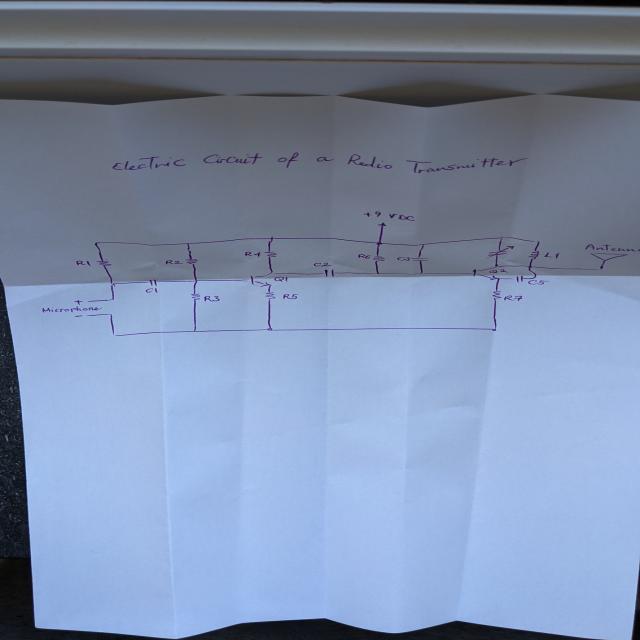 Electric Circuit of a Radio Transmitter
+9 VDC
R1
R2
R4
R6
C3
L1
Antenna
C2
Q1
Q2
C5
C1
R3
R5
R7
+
Microphone
-